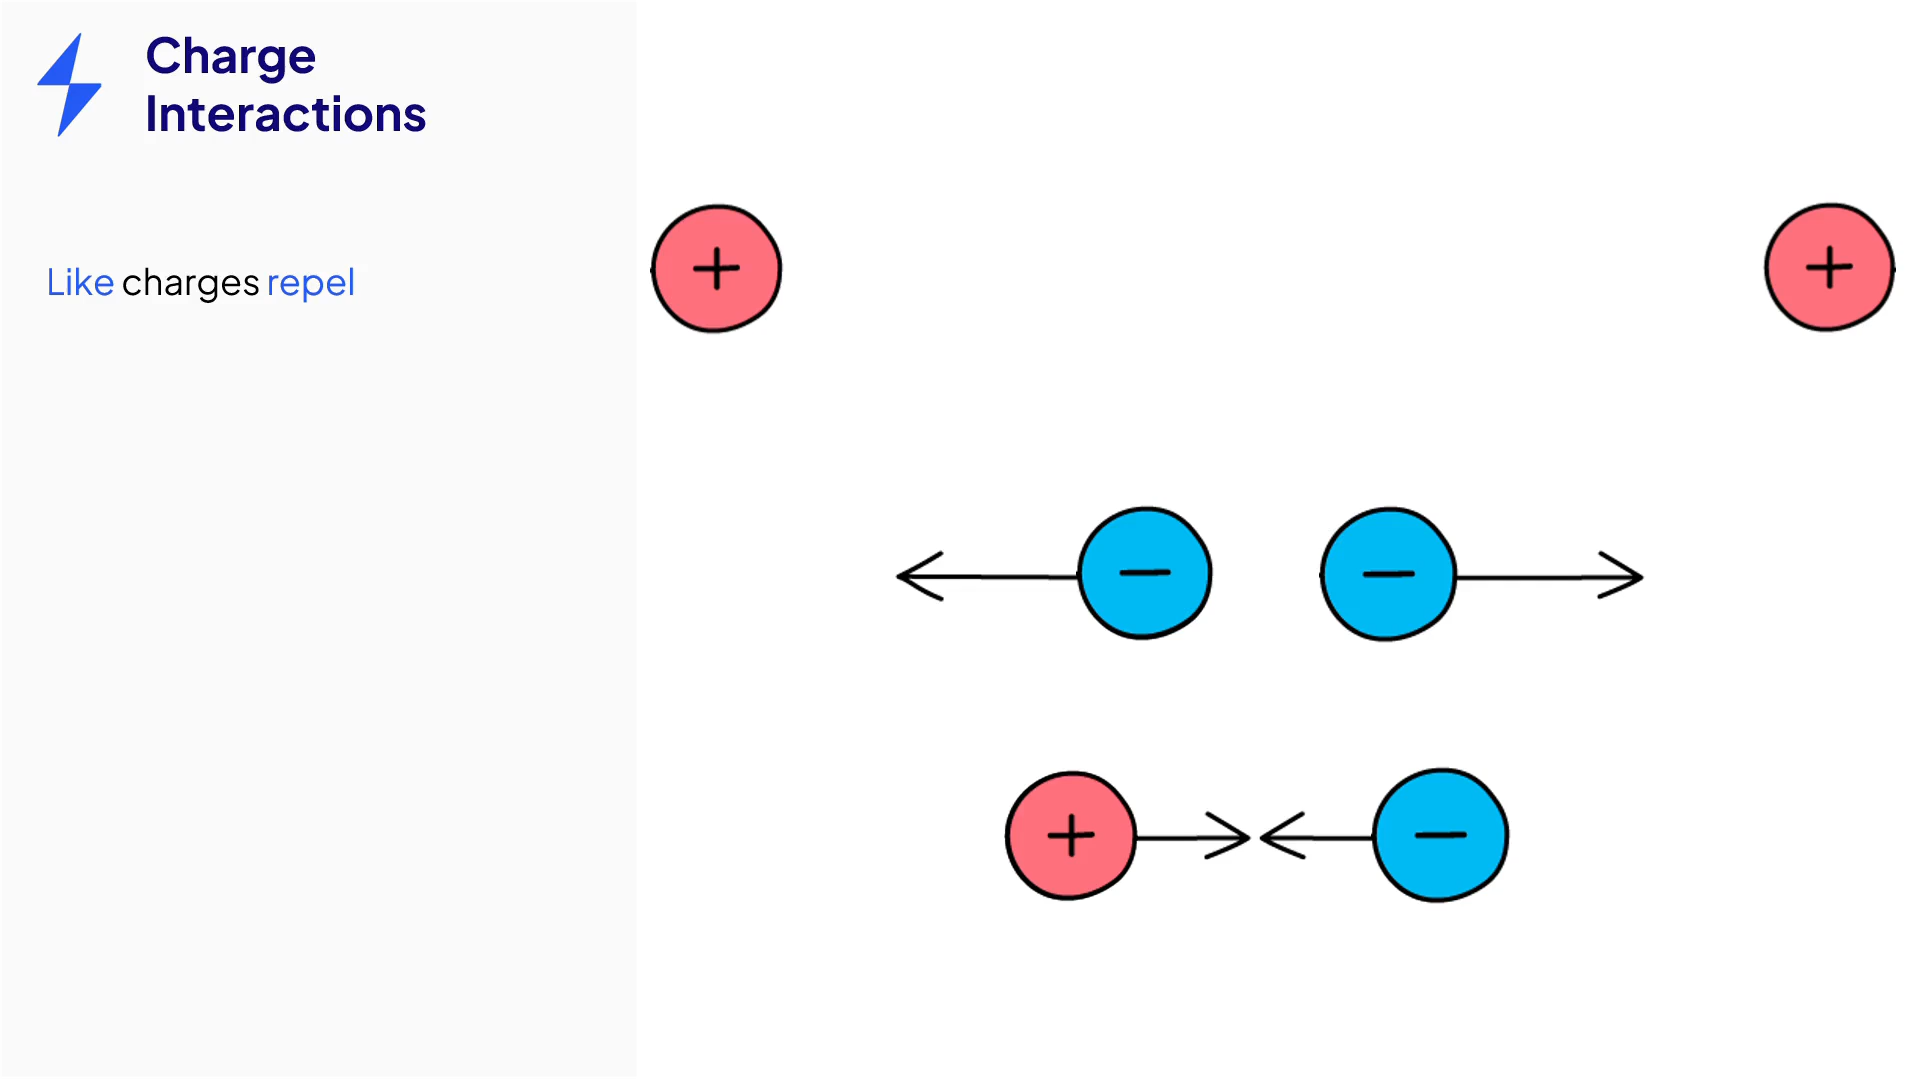 Charge
Interactions
Like charges repel
+ +
− −
+ −